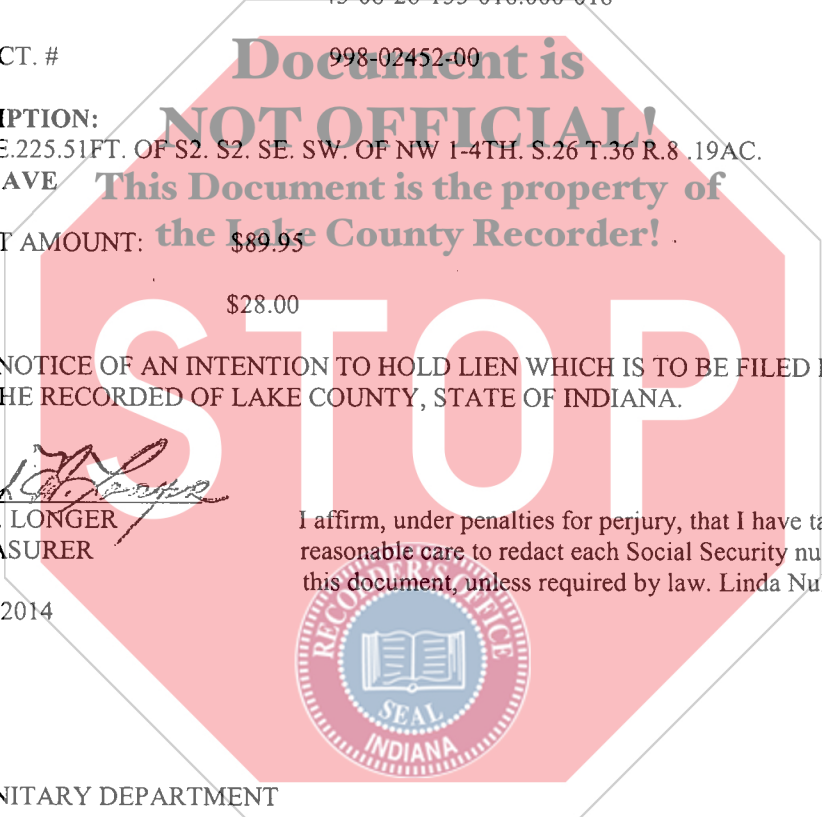 CT. # 998-02452-00
Document is
IPTION:
NOT OFFICIAL!
E.225.51FT. OF S2. S2. SE. SW. OF NW 1-4TH. S.26 T.36 R.8 .19AC.
AVE
This Document is the property of
T AMOUNT: $89.95
the Lake County Recorder!
$28.00
STOP
NOTICE OF AN INTENTION TO HOLD LIEN WHICH IS TO BE FILED
HE RECORDED OF LAKE COUNTY, STATE OF INDIANA.
. LONGER
ASURER
I affirm, under penalties for perjury, that I have ta
reasonable care to redact each Social Security nu
this document, unless required by law. Linda Nu
2014
RECORDER'S OFFICE
SEAL
INDIANA
NITARY DEPARTMENT